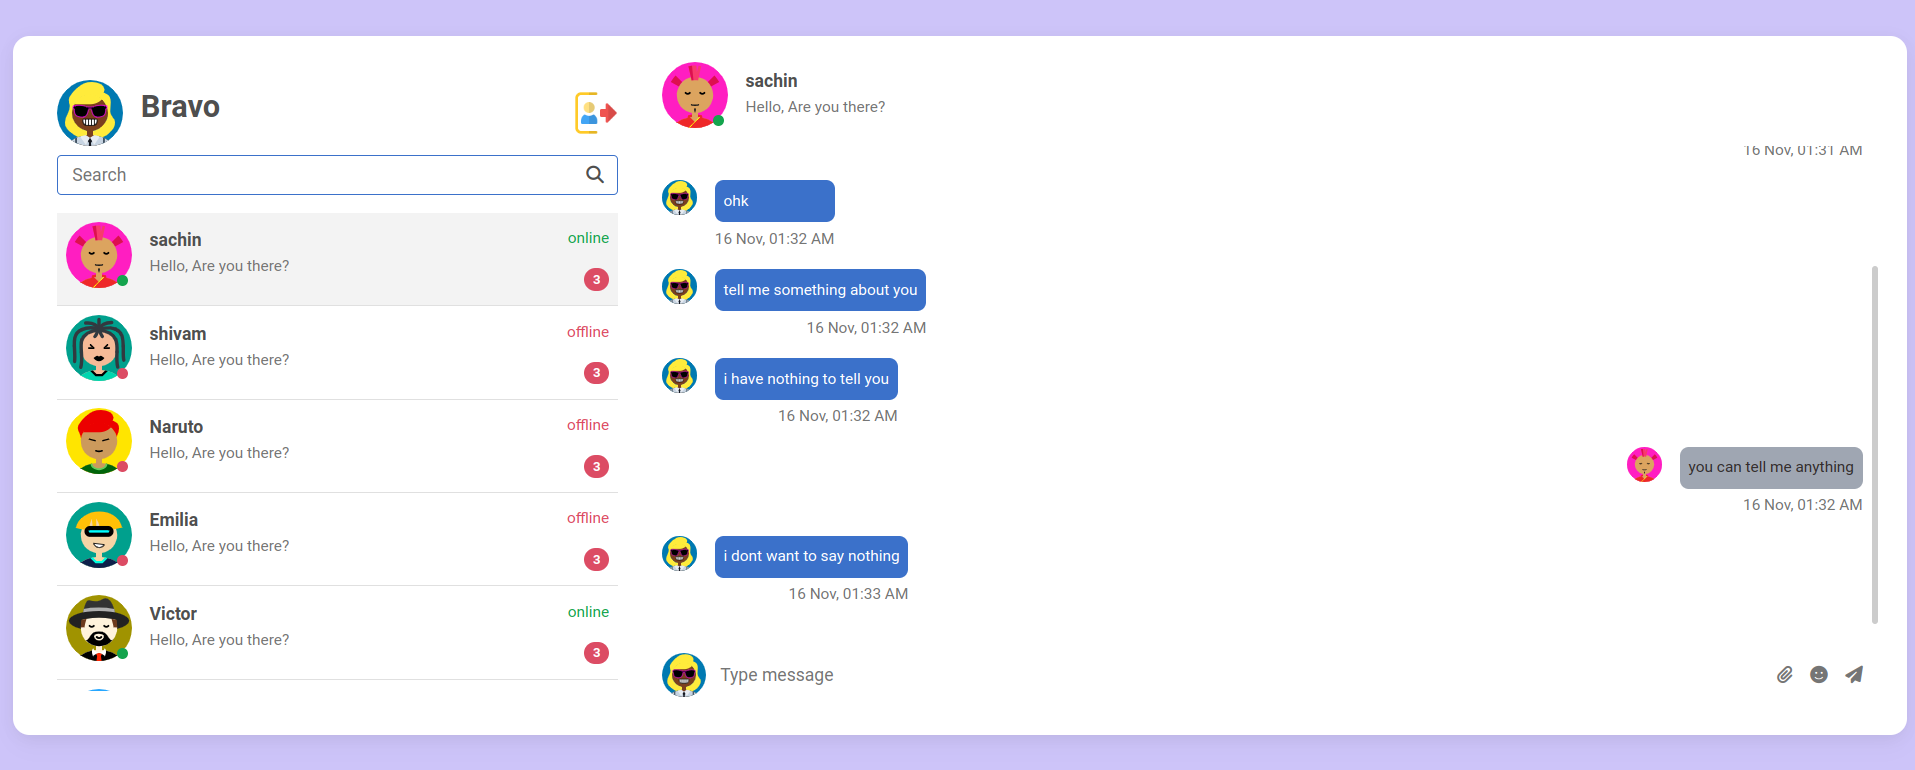 Bravo
Search
sachin
online
Hello, Are you there?
3
shivam
offline
Hello, Are you there?
3
Naruto
offline
Hello, Are you there?
3
Emilia
offline
Hello, Are you there?
3
Victor
online
Hello, Are you there?
3
sachin
Hello, Are you there?
16 Nov, 01:31 AM
ohk
16 Nov, 01:32 AM
tell me something about you
16 Nov, 01:32 AM
i have nothing to tell you
16 Nov, 01:32 AM
you can tell me anything
16 Nov, 01:32 AM
i dont want to say nothing
16 Nov, 01:33 AM
Type message